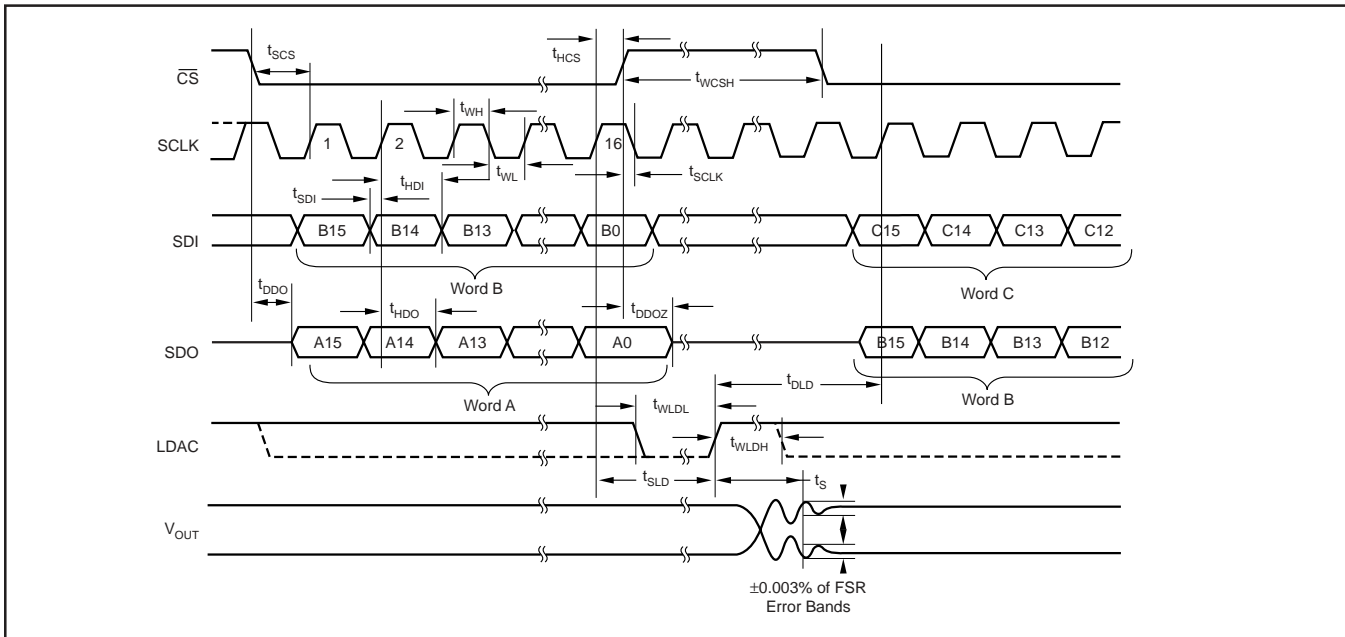 tSCS
tHCS
CS
tWCSH
tWH
SCLK
1
2
16
tWL
tSCLK
tHDI
tSDI
SDI
B15
B14
B13
B0
C15
C14
C13
C12
Word B
Word C
tDDO
tHDO
tDDOZ
SDO
A15
A14
A13
A0
B15
B14
B13
B12
Word A
tDLD
Word B
tWLDL
LDAC
tWLDH
tSLD
tS
VOUT
±0.003% of FSR
Error Bands